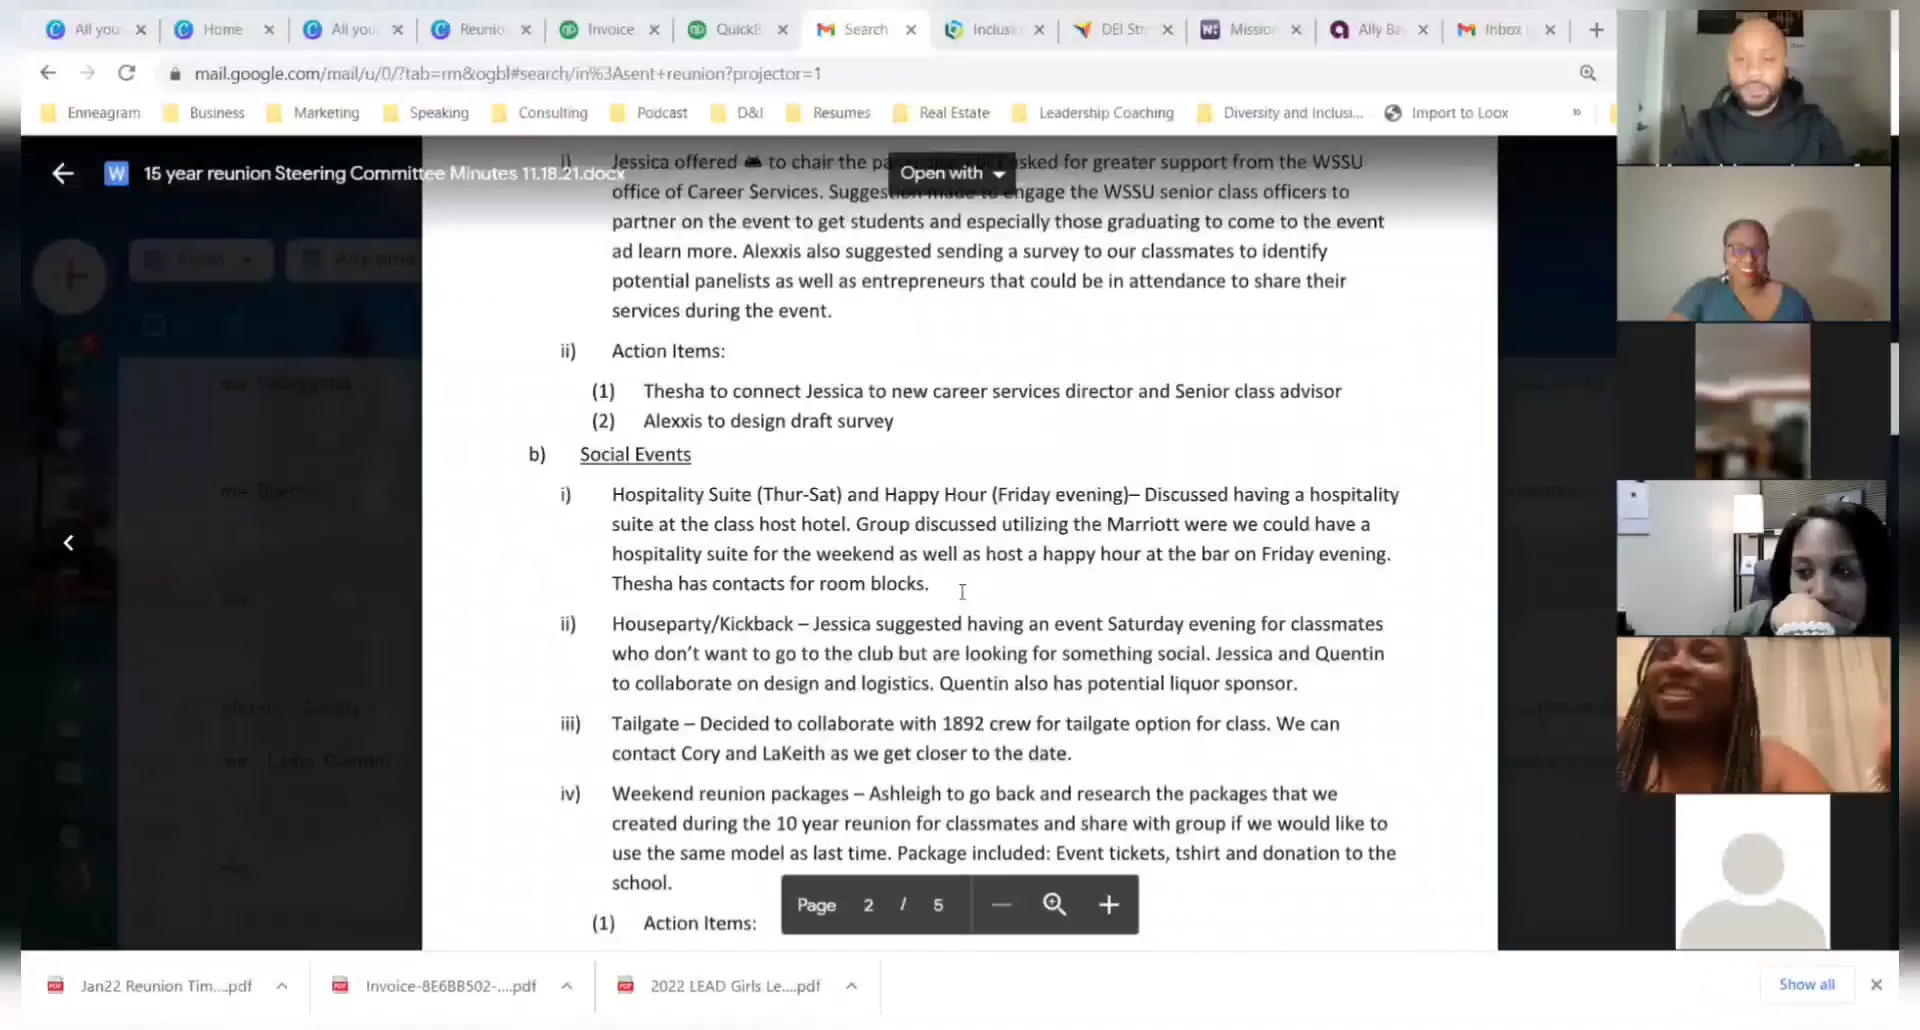 All you
Home
All you
Reunio
Invoice
QuickB
Search
Inclusi
DEI Str
Mission
Ally Ba
Inbox
mail.google.com/mail/u/0/?tab=rm&ogbl#search/in%3Asent+reunion?projector=1
Enneagram Business Marketing Speaking Consulting Podcast D&I Resumes Real Estate Leadership Coaching Diversity and Inclusi... Import to Loox »
15 year reunion Steering Committee Minutes 11.18.21.docx
Open with
i) Jessica offered to chair the asked for greater support from the WSSU
office of Career Services. Suggestion made to engage the WSSU senior class officers to
partner on the event to get students and especially those graduating to come to the event
ad learn more. Alexxis also suggested sending a survey to our classmates to identify
potential panelists as well as entrepreneurs that could be in attendance to share their
services during the event.
ii) Action Items:
(1) Thesha to connect Jessica to new career services director and Senior class advisor
(2) Alexxis to design draft survey
b) Social Events
i) Hospitality Suite (Thur-Sat) and Happy Hour (Friday evening)– Discussed having a hospitality
suite at the class host hotel. Group discussed utilizing the Marriott were we could have a
hospitality suite for the weekend as well as host a happy hour at the bar on Friday evening.
Thesha has contacts for room blocks.
ii) Houseparty/Kickback – Jessica suggested having an event Saturday evening for classmates
who don’t want to go to the club but are looking for something social. Jessica and Quentin
to collaborate on design and logistics. Quentin also has potential liquor sponsor.
iii) Tailgate – Decided to collaborate with 1892 crew for tailgate option for class. We can
contact Cory and LaKeith as we get closer to the date.
iv) Weekend reunion packages – Ashleigh to go back and research the packages that we
created during the 10 year reunion for classmates and share with group if we would like to
use the same model as last time. Package included: Event tickets, tshirt and donation to the
school.
(1) Action Items:
Page 2 / 5
Jan22 Reunion Tim....pdf
Invoice-8E6BB502-....pdf
2022 LEAD Girls Le....pdf
Show all